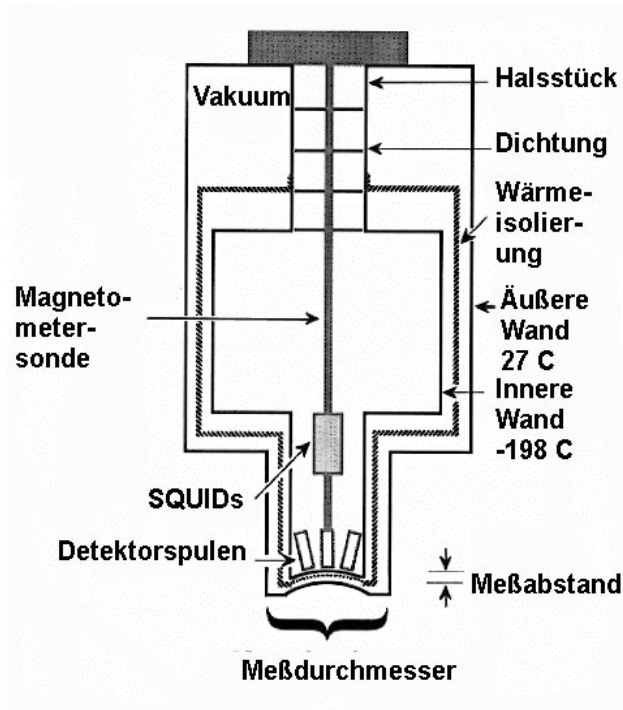 Vakuum
Halsstück
Dichtung
Wärme-
isolier-
ung
Magneto-
meter-
sonde
Äußere
Wand
27 C
Innere
Wand
-198 C
SQUIDs
Detektorspulen
Meßabstand
Meßdurchmesser